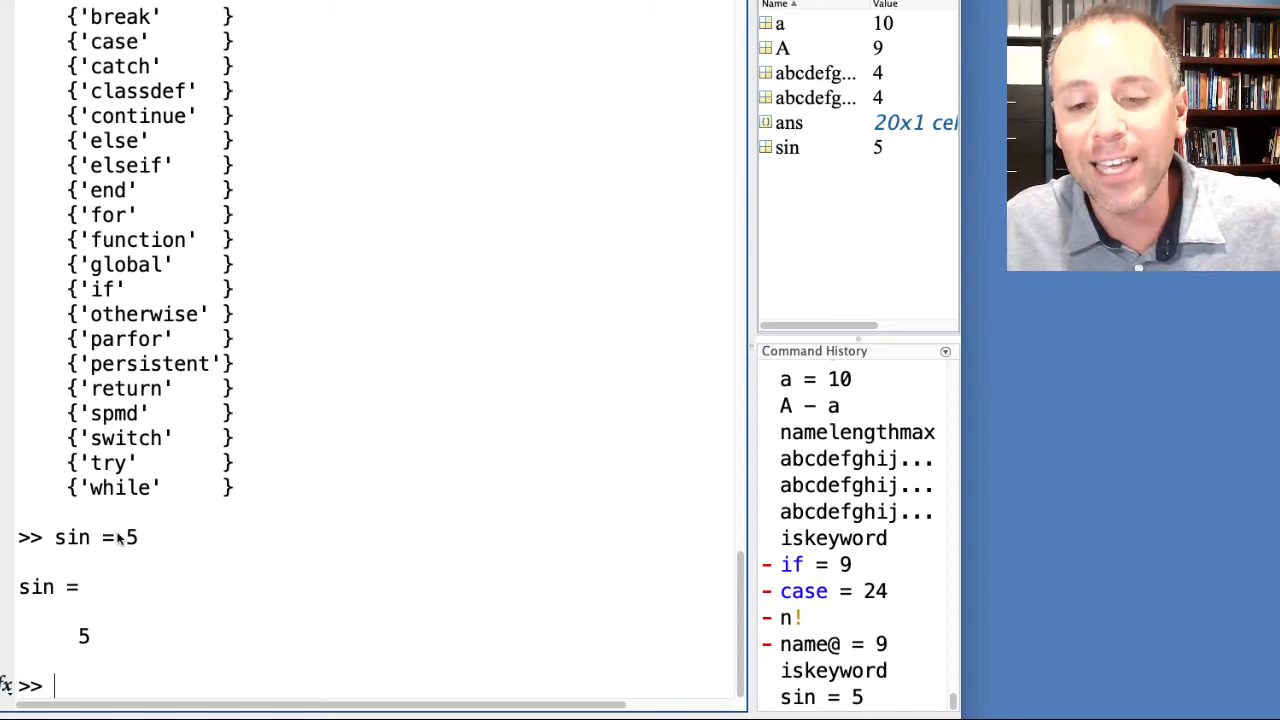 {'break' }
{'case' }
{'catch' }
{'classdef' }
{'continue' }
{'else' }
{'elseif' }
{'end' }
{'for' }
{'function' }
{'global' }
{'if' }
{'otherwise' }
{'parfor' }
{'persistent'}
{'return' }
{'spmd' }
{'switch' }
{'try' }
{'while' }
>> sin = 5
sin =
5
fx >>
Name Value
a 10
A 9
abcdefg... 4
abcdefg... 4
ans 20x1 cel
sin 5
Command History
a = 10
A - a
namelengthmax
abcdefghij...
abcdefghij...
abcdefghij...
iskeyword
if = 9
case = 24
n!
name@ = 9
iskeyword
sin = 5